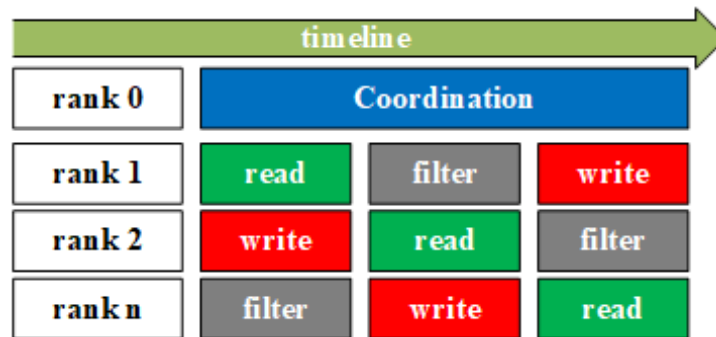 timeline
rank 0 Coordination
rank 1 read filter write
rank 2 write read filter
rank n filter write read